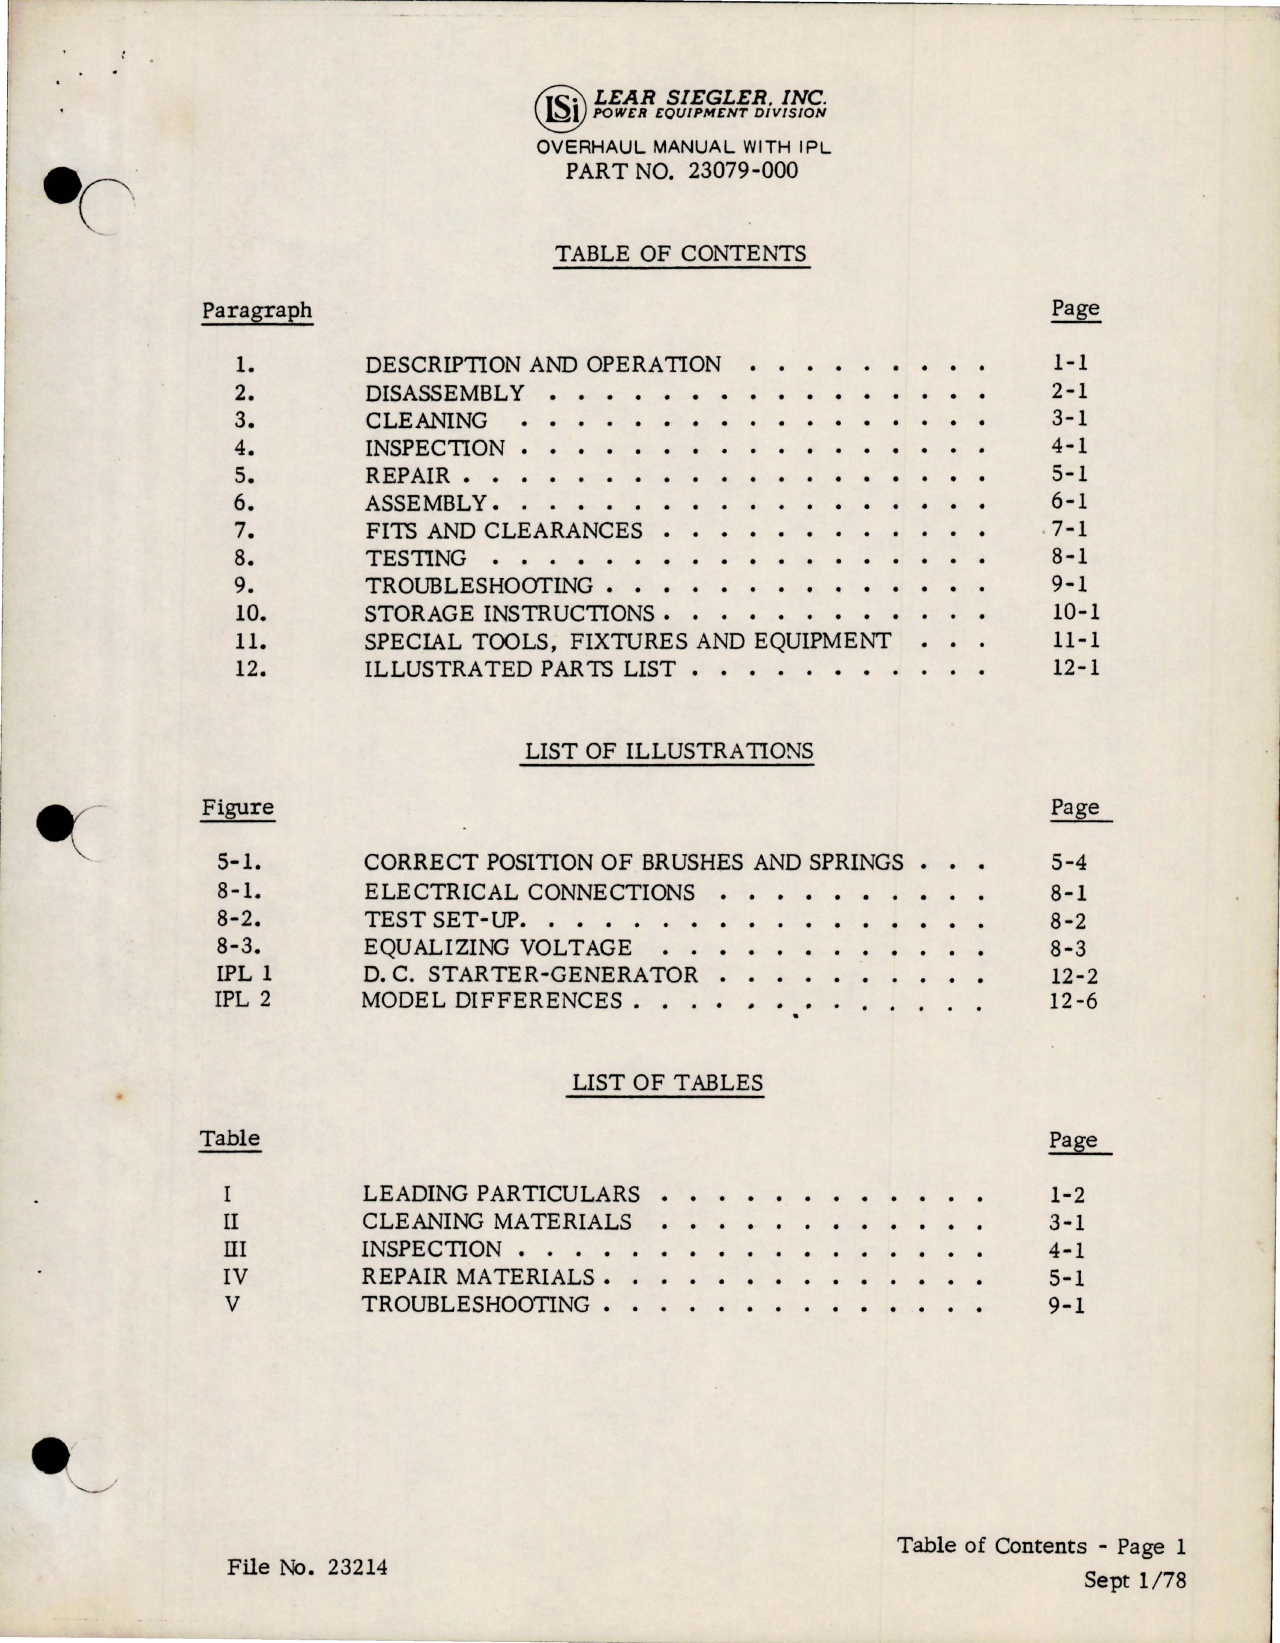 LSi LEAR SIEGLER, INC.
POWER EQUIPMENT DIVISION
OVERHAUL MANUAL WITH IPL
PART NO. 23079-000
TABLE OF CONTENTS
Paragraph Page
1. DESCRIPTION AND OPERATION . . . . . . . . . 1-1
2. DISASSEMBLY . . . . . . . . . . . . . . . . 2-1
3. CLEANING . . . . . . . . . . . . . . . . . 3-1
4. INSPECTION . . . . . . . . . . . . . . . . . 4-1
5. REPAIR . . . . . . . . . . . . . . . . . . . 5-1
6. ASSEMBLY. . . . . . . . . . . . . . . . . . 6-1
7. FITS AND CLEARANCES . . . . . . . . . . . . 7-1
8. TESTING . . . . . . . . . . . . . . . . . . 8-1
9. TROUBLESHOOTING . . . . . . . . . . . . . . 9-1
10. STORAGE INSTRUCTIONS . . . . . . . . . . . . 10-1
11. SPECIAL TOOLS, FIXTURES AND EQUIPMENT . . . 11-1
12. ILLUSTRATED PARTS LIST . . . . . . . . . . . 12-1
LIST OF ILLUSTRATIONS
Figure Page
5-1. CORRECT POSITION OF BRUSHES AND SPRINGS . . . 5-4
8-1. ELECTRICAL CONNECTIONS . . . . . . . . . . 8-1
8-2. TEST SET-UP. . . . . . . . . . . . . . . . . 8-2
8-3. EQUALIZING VOLTAGE . . . . . . . . . . . . 8-3
IPL 1 D.C. STARTER-GENERATOR . . . . . . . . . . 12-2
IPL 2 MODEL DIFFERENCES . . . . . . . . . . . . . 12-6
LIST OF TABLES
Table Page
I LEADING PARTICULARS . . . . . . . . . . . . 1-2
II CLEANING MATERIALS . . . . . . . . . . . . 3-1
III INSPECTION . . . . . . . . . . . . . . . . . 4-1
IV REPAIR MATERIALS . . . . . . . . . . . . . . 5-1
V TROUBLESHOOTING . . . . . . . . . . . . . . 9-1
File No. 23214
Table of Contents - Page 1
Sept 1/78